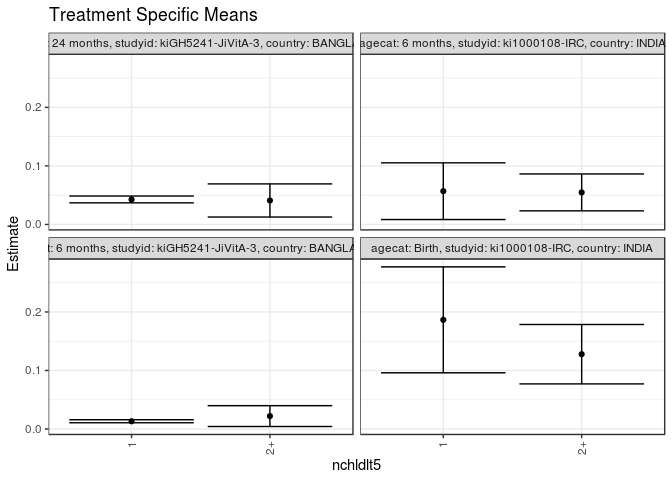 Treatment Specific Means
: 24 months, studyid: kiGH5241-JiVitA-3, country: BANGLA
agecat: 6 months, studyid: ki1000108-IRC, country: INDIA
0.2
0.1
0.0
t: 6 months, studyid: kiGH5241-JiVitA-3, country: BANGLA
agecat: Birth, studyid: ki1000108-IRC, country: INDIA
0.2
0.1
0.0
Estimate
1
2+
1
2+
nchldlt5